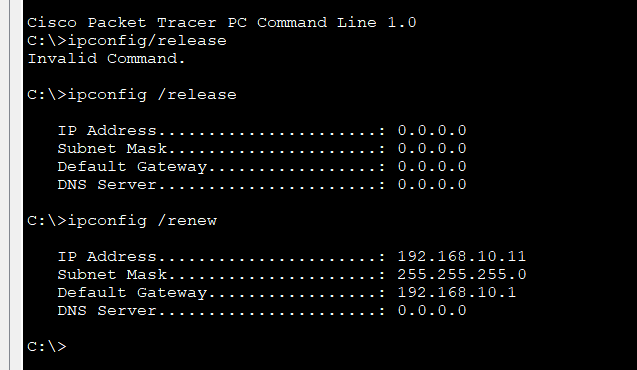 Cisco Packet Tracer PC Command Line 1.0
C:\>ipconfig/release
Invalid Command.
C:\>ipconfig /release
IP Address......................: 0.0.0.0
Subnet Mask.....................: 0.0.0.0
Default Gateway.................: 0.0.0.0
DNS Server......................: 0.0.0.0
C:\>ipconfig /renew
IP Address......................: 192.168.10.11
Subnet Mask.....................: 255.255.255.0
Default Gateway.................: 192.168.10.1
DNS Server......................: 0.0.0.0
C:\>